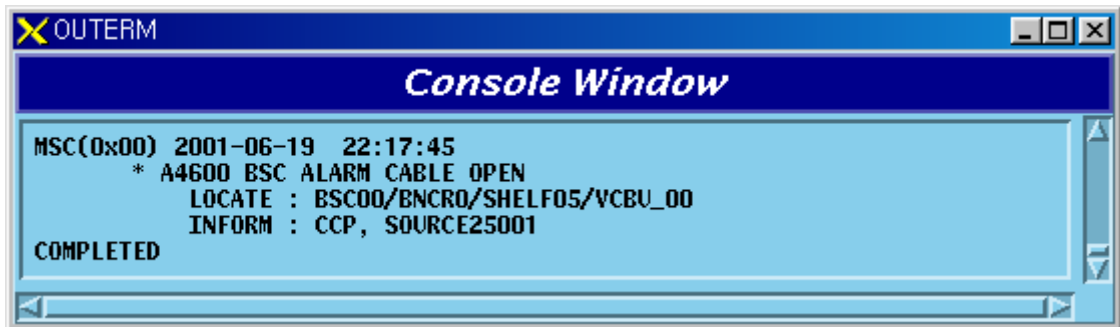 OUTERM
Console Window
MSC(0x00) 2001-06-19 22:17:45
* A4600 BSC ALARM CABLE OPEN
LOCATE : BSC00/BNCR0/SHELF05/VCBU_00
INFORM : CCP, SOURCE25001
COMPLETED